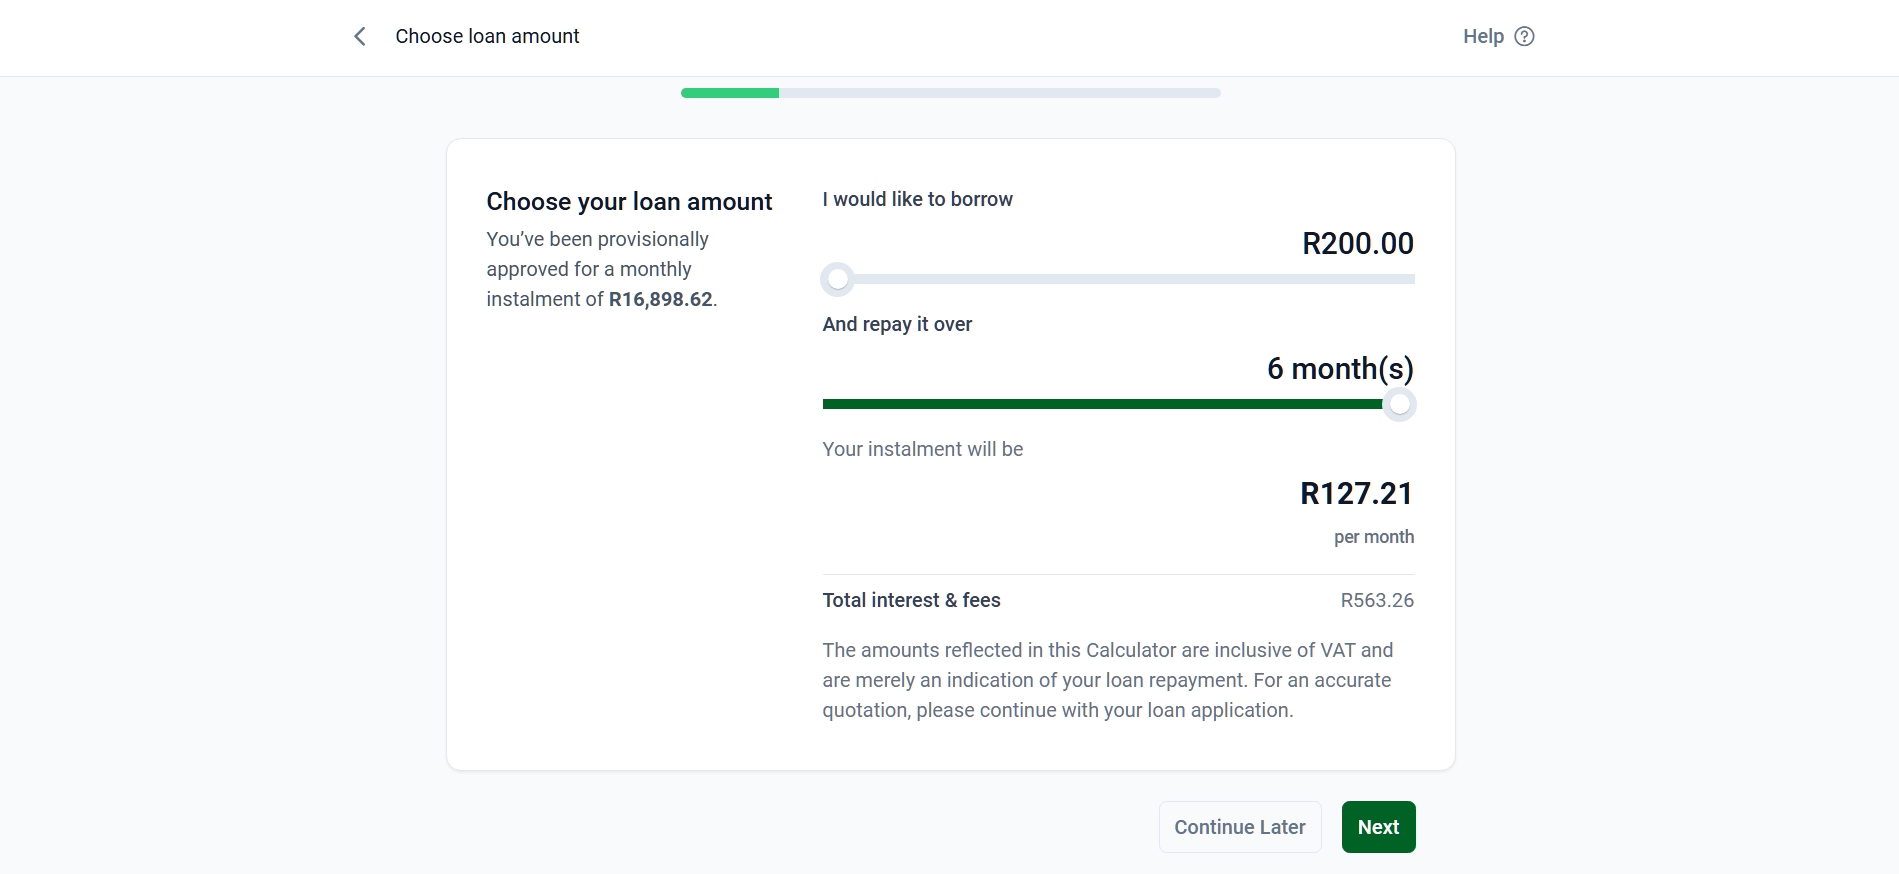 Choose loan amount
Help
Choose your loan amount
You’ve been provisionally
approved for a monthly
instalment of R16,898.62.
I would like to borrow
R200.00
And repay it over
6 month(s)
Your instalment will be
R127.21
per month
Total interest & fees
R563.26
The amounts reflected in this Calculator are inclusive of VAT and
are merely an indication of your loan repayment. For an accurate
quotation, please continue with your loan application.
Continue Later
Next